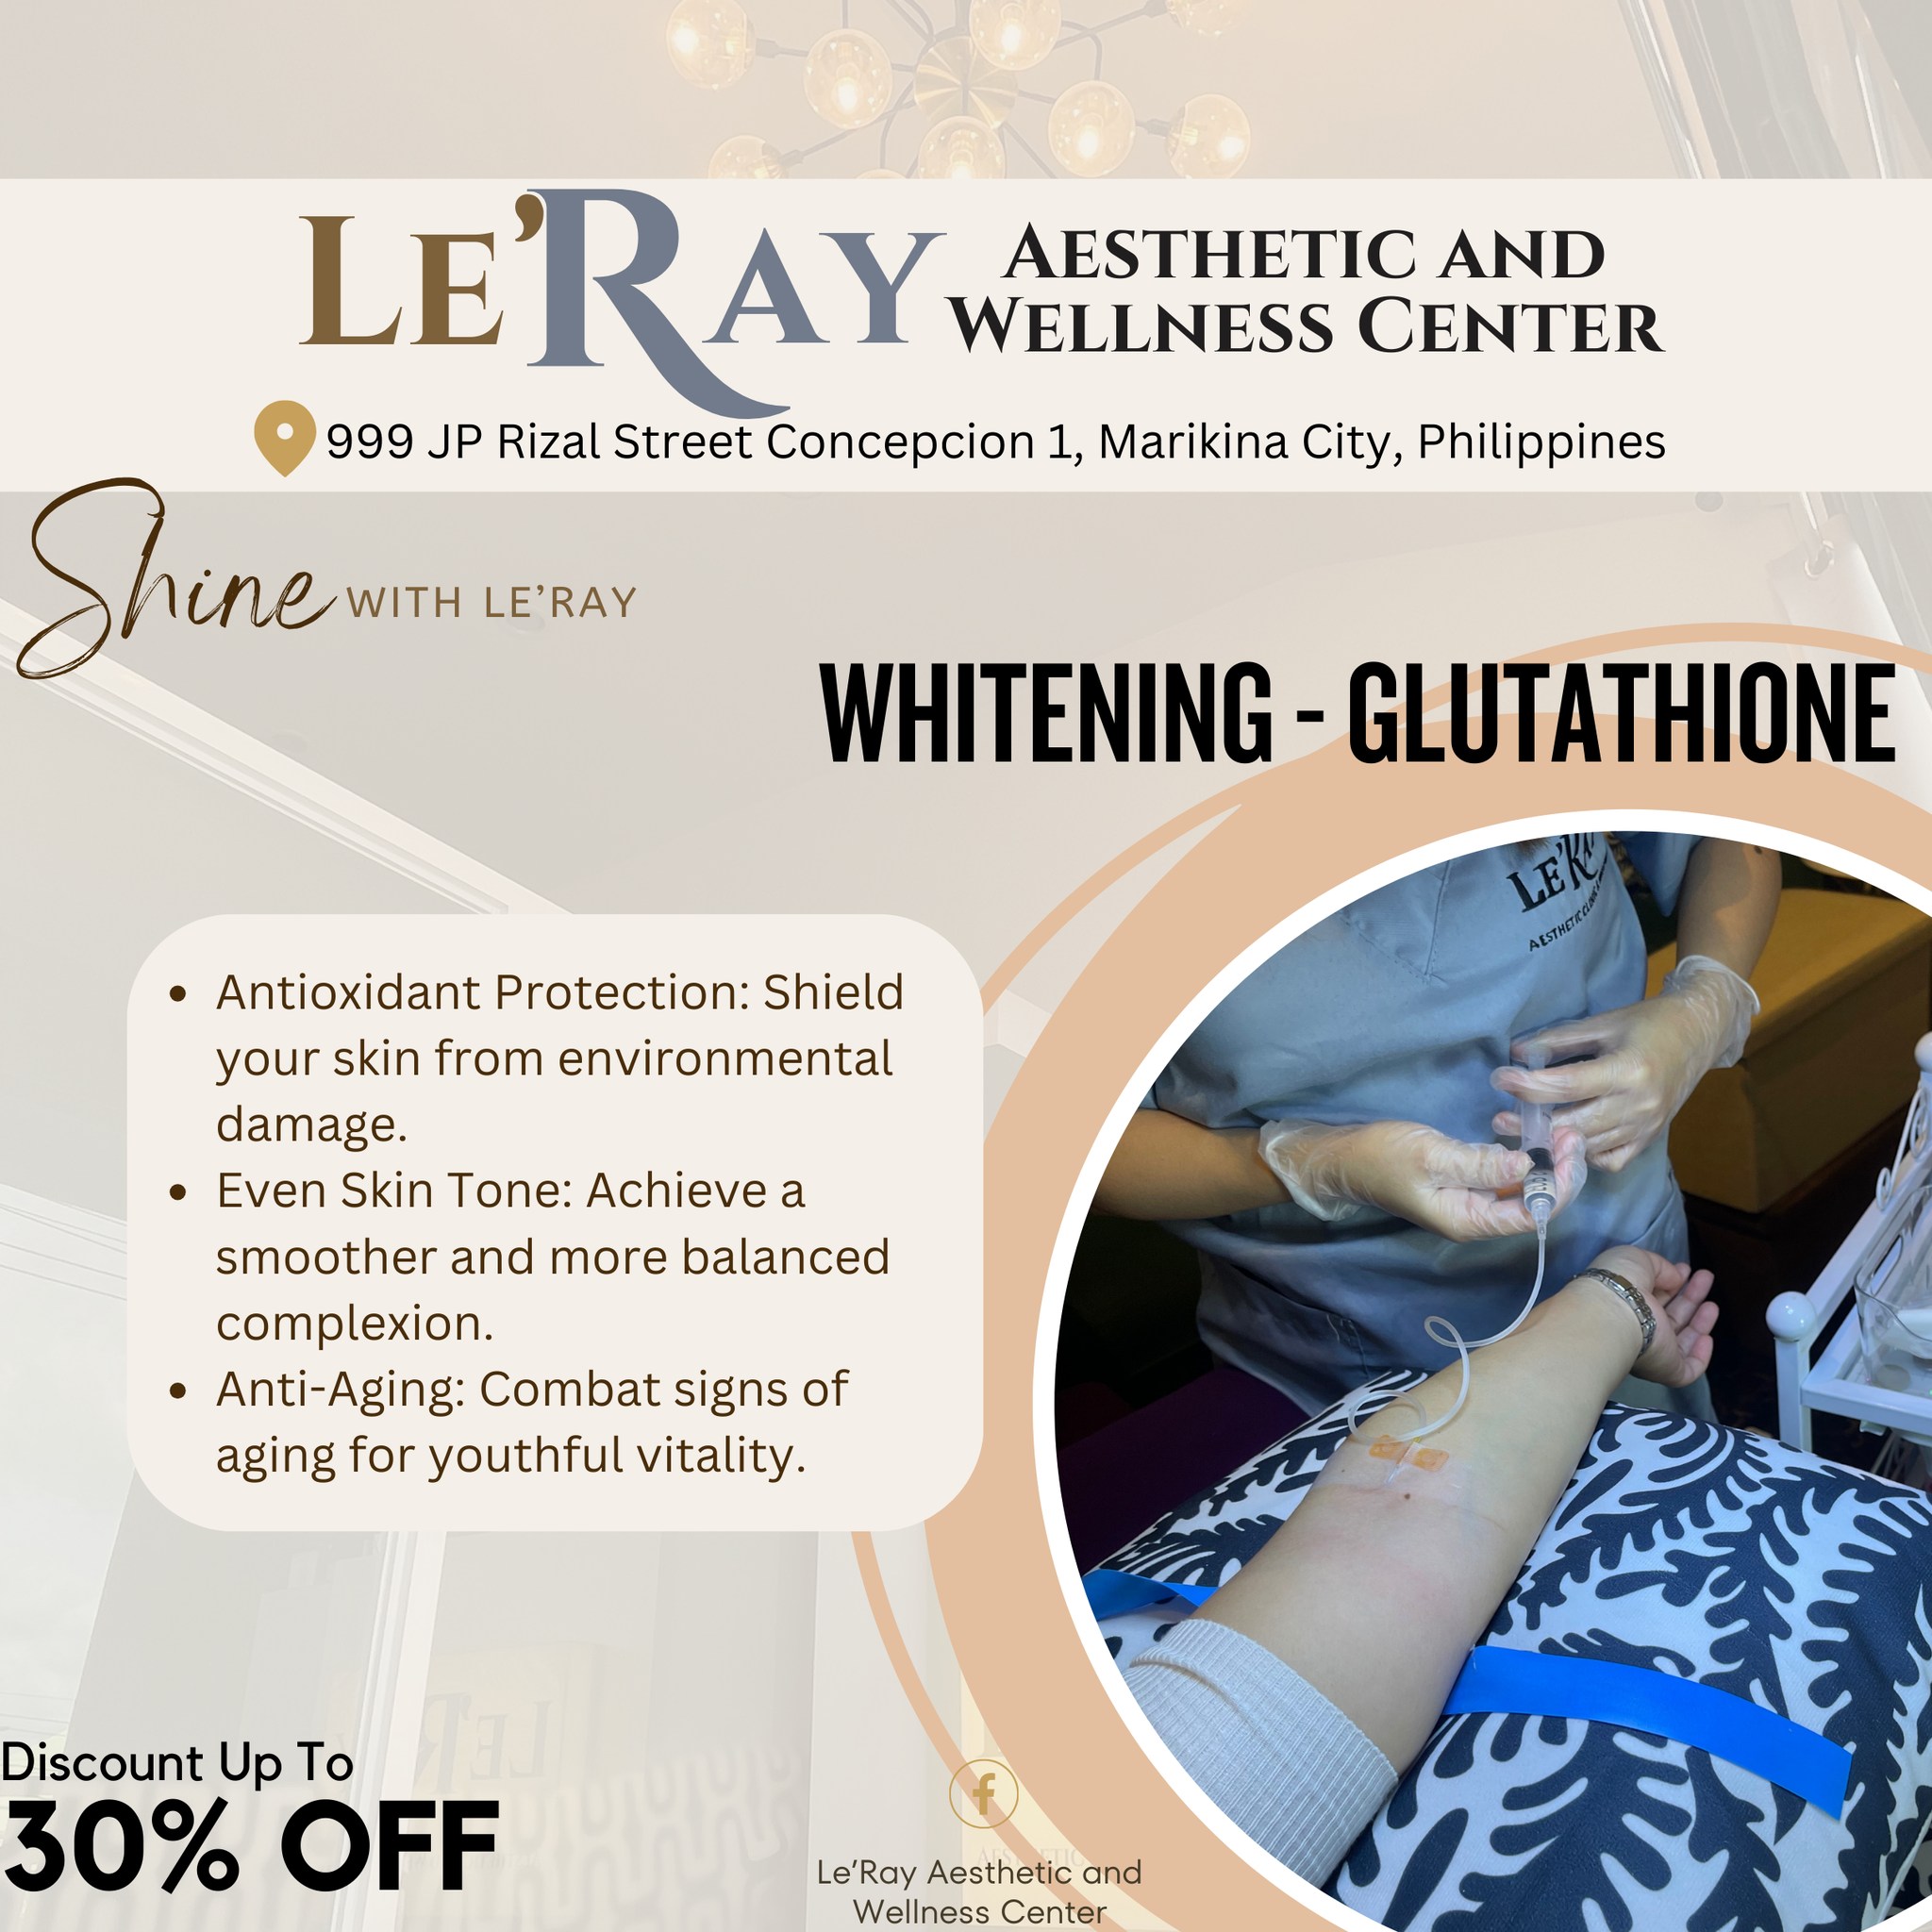 LE'RAY AESTHETIC AND
WELLNESS CENTER
999 JP Rizal Street Concepcion 1, Marikina City, Philippines
Shine WITH LE'RAY
WHITENING - GLUTATHIONE
LE'RAY
• Antioxidant Protection: Shield
your skin from environmental
damage.
• Even Skin Tone: Achieve a
smoother and more balanced
complexion.
• Anti-Aging: Combat signs of
aging for youthful vitality.
Discount Up To
30% OFF
Le'Ray Aesthetic and
Wellness Center